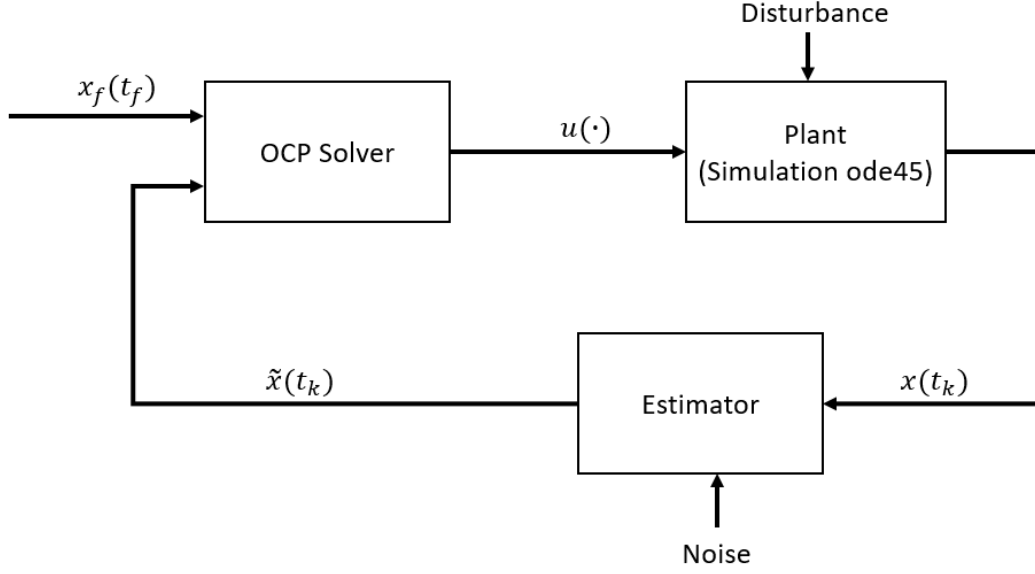 Disturbance
x_f(t_f)
OCP Solver
u(·)
Plant
(Simulation ode45)
x̃(t_k)
Estimator
x(t_k)
Noise